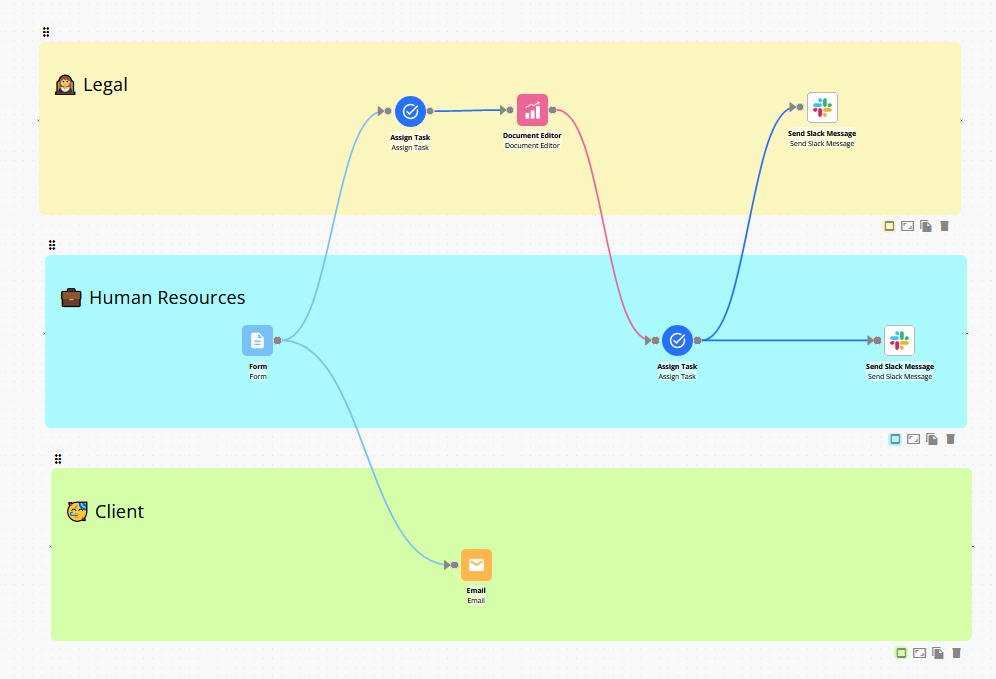 Legal
Assign Task
Assign Task
Document Editor
Document Editor
Send Slack Message
Send Slack Message
Human Resources
Form
Form
Assign Task
Assign Task
Send Slack Message
Send Slack Message
Client
Email
Email